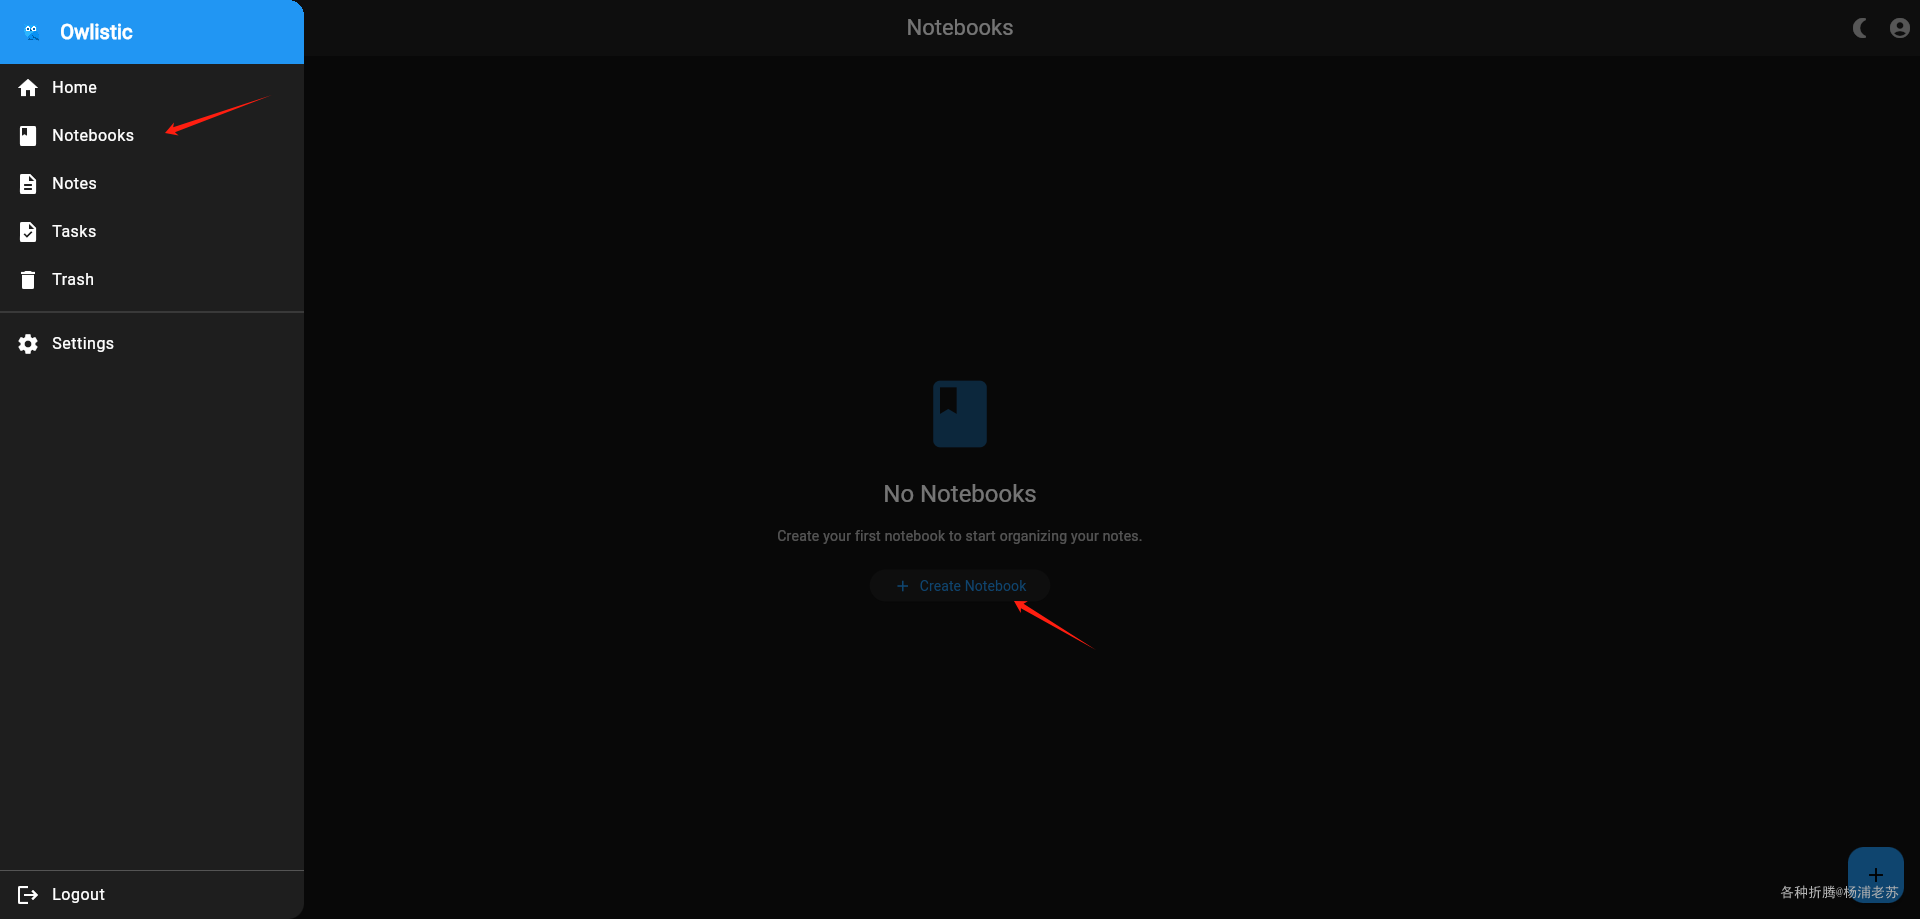 Owlistic
Notebooks
Home
Notebooks
Notes
Tasks
Trash
Settings
No Notebooks
Create your first notebook to start organizing your notes.
+ Create Notebook
Logout
各种折腾@杨浦老苏